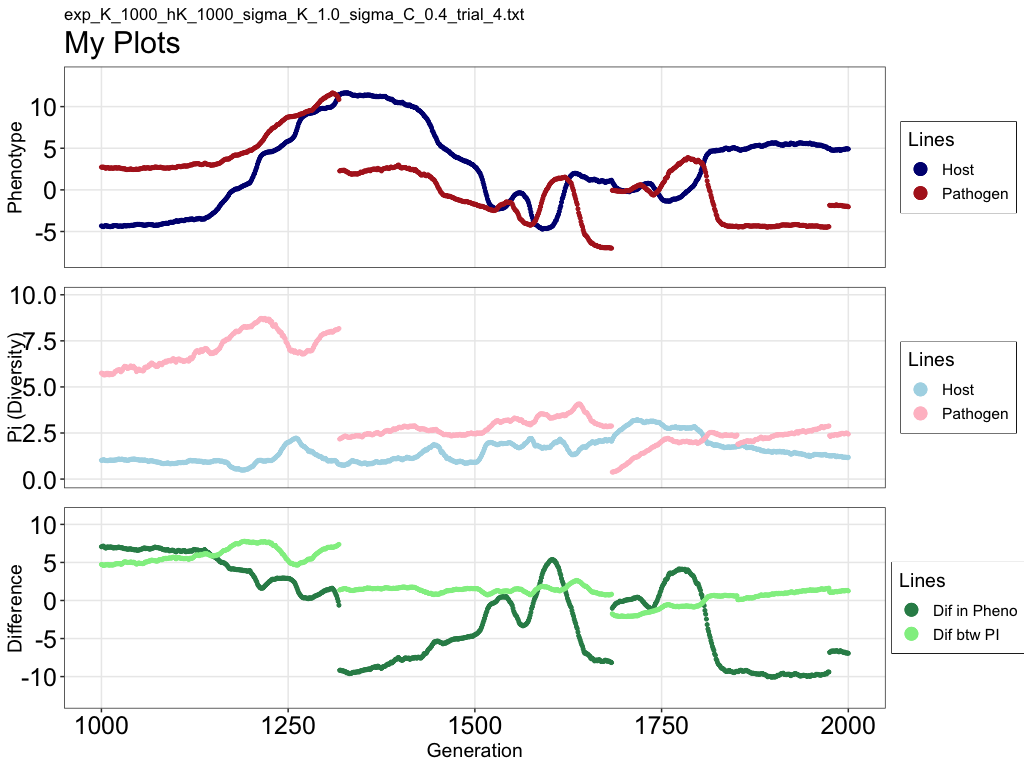 exp_K_1000_hK_1000_sigma_K_1.0_sigma_C_0.4_trial_4.txt
My Plots
Phenotype
10
5
0
-5
Lines
Host
Pathogen
Pi (Diversity)
10.0
7.5
5.0
2.5
0.0
Lines
Host
Pathogen
Difference
10
5
0
-5
-10
Lines
Dif in Pheno
Dif btw PI
1000 1250 1500 1750 2000
Generation